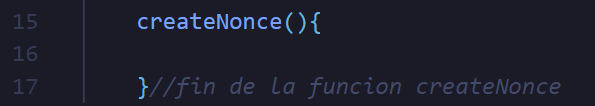 15 createNonce(){
16
17 }//fin de la funcion createNonce